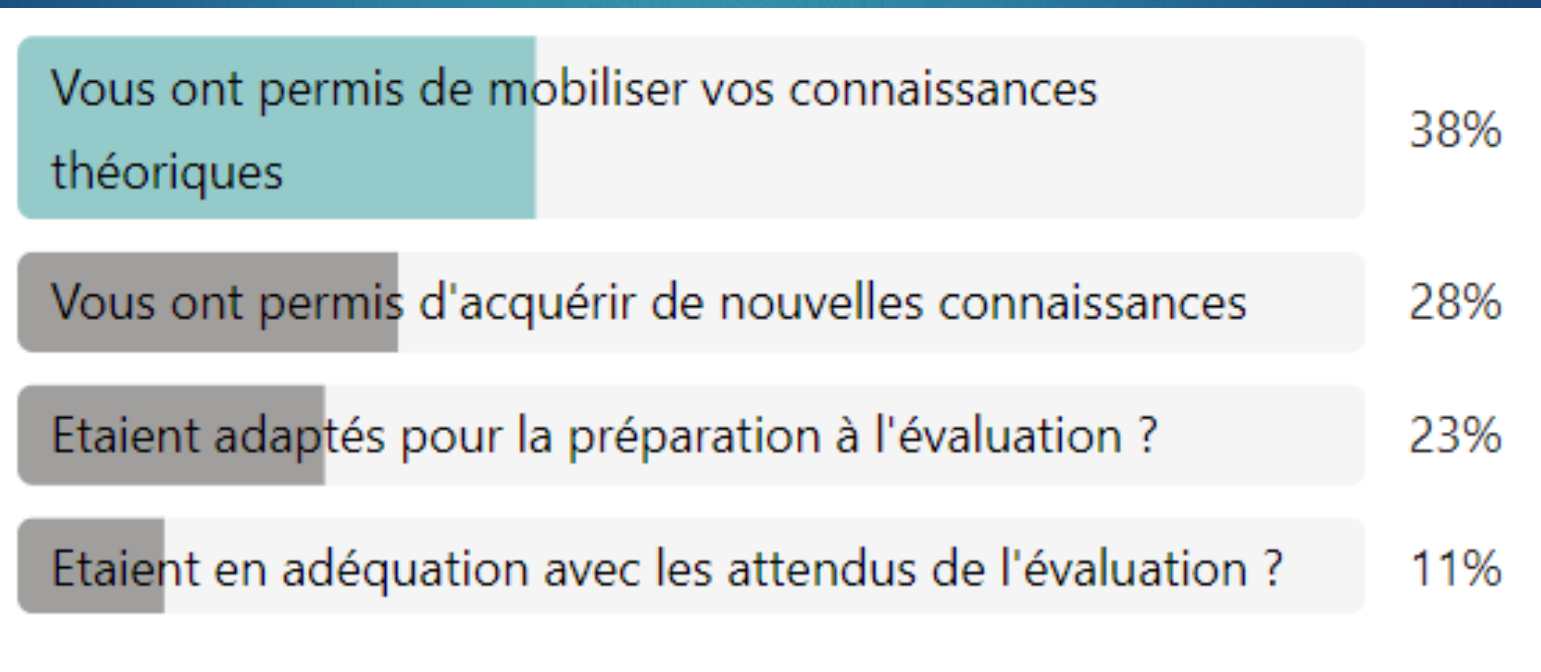 Vous ont permis de mobiliser vos connaissances
théoriques
38%
Vous ont permis d'acquérir de nouvelles connaissances
28%
Etaient adaptés pour la préparation à l'évaluation ?
23%
Etaient en adéquation avec les attendus de l'évaluation ?
11%